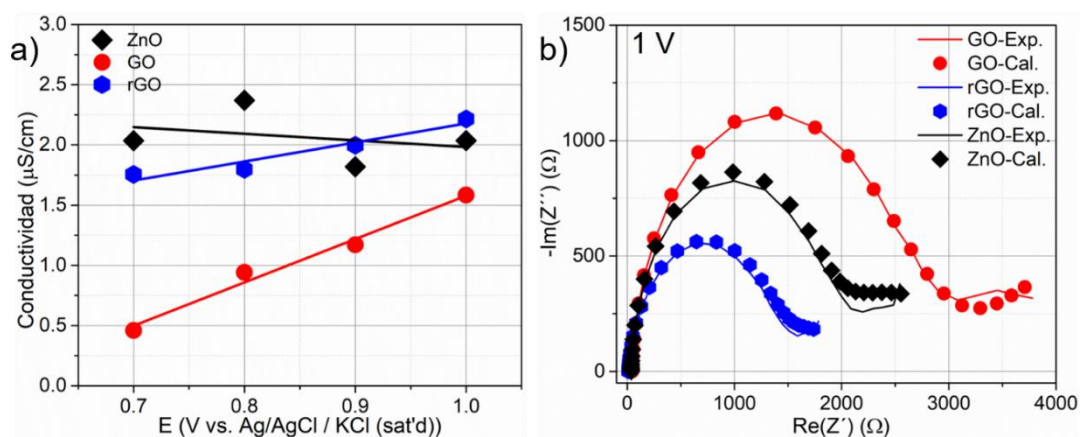 a)
3.0
2.5
2.0
1.5
1.0
0.5
0.0
Conductividad (µS/cm)
ZnO
GO
rGO
0.7
0.8
0.9
1.0
E (V vs. Ag/AgCl / KCl (sat'd))
b)
1 V
-1500
-1000
-500
0
-Im(Z´´) (Ω)
GO-Exp.
GO-Cal.
rGO-Exp.
rGO-Cal.
ZnO-Exp.
ZnO-Cal.
0
1000
2000
3000
4000
Re(Z´) (Ω)